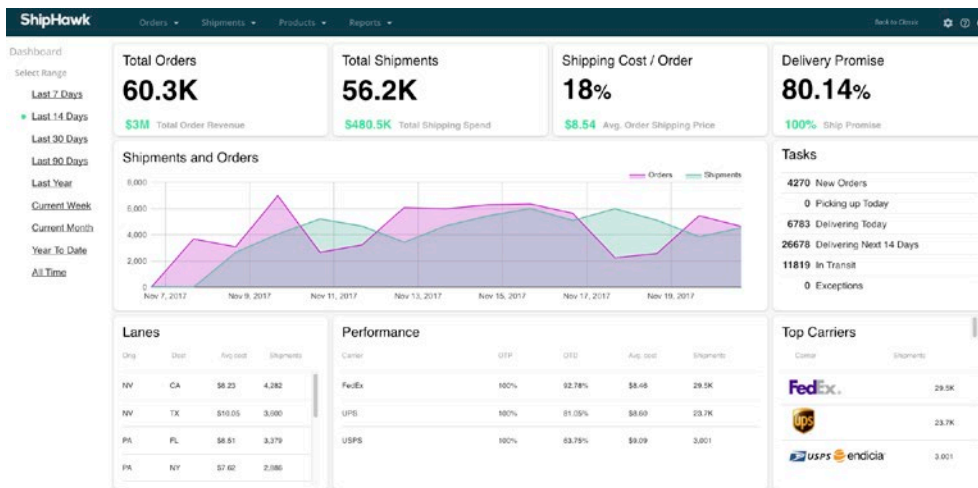 ShipHawk Orders Shipments Products Reports Back to Classic
Dashboard
Select Range
Last 7 Days
Last 14 Days
Last 30 Days
Last 90 Days
Last Year
Current Week
Current Month
Year To Date
All Time
Total Orders
60.3K
$3M Total Order Revenue
Total Shipments
56.2K
$480.5K Total Shipping Spend
Shipping Cost / Order
18%
$8.54 Avg. Order Shipping Price
Delivery Promise
80.14%
100% Ship Promise
Shipments and Orders
Orders Shipments
8,000
4,000
2,000
0
Nov 7, 2017 Nov 9, 2017 Nov 11, 2017 Nov 13, 2017 Nov 15, 2017 Nov 17, 2017 Nov 19, 2017
Tasks
4270 New Orders
0 Picking up Today
6783 Delivering Today
26678 Delivering Next 14 Days
11819 In Transit
0 Exceptions
Lanes
Orig Dest Avg cost Shipments
NV CA $8.23 4,282
NV TX $10.05 3,600
PA FL $8.51 3,379
PA NY $7.62
Performance
Carrier OTP OTD Avg. cost Shipments
FedEx 100% 92.78% $8.46 29.5K
UPS 100% 81.05% $8.60 23.7K
USPS 100% 83.75% $9.09 3,001
Top Carriers
Carrier Shipments
FedEx 29.5K
ups 23.7K
USPS endicia 3,001